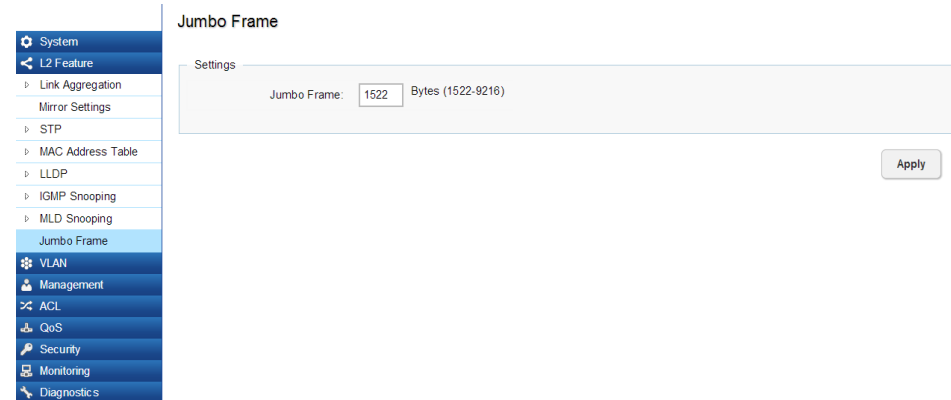 Jumbo Frame
System
L2 Feature
Link Aggregation
Mirror Settings
STP
MAC Address Table
LLDP
IGMP Snooping
MLD Snooping
Jumbo Frame
VLAN
Management
ACL
QoS
Security
Monitoring
Diagnostics
Settings
Jumbo Frame: 1522 Bytes (1522-9216)
Apply